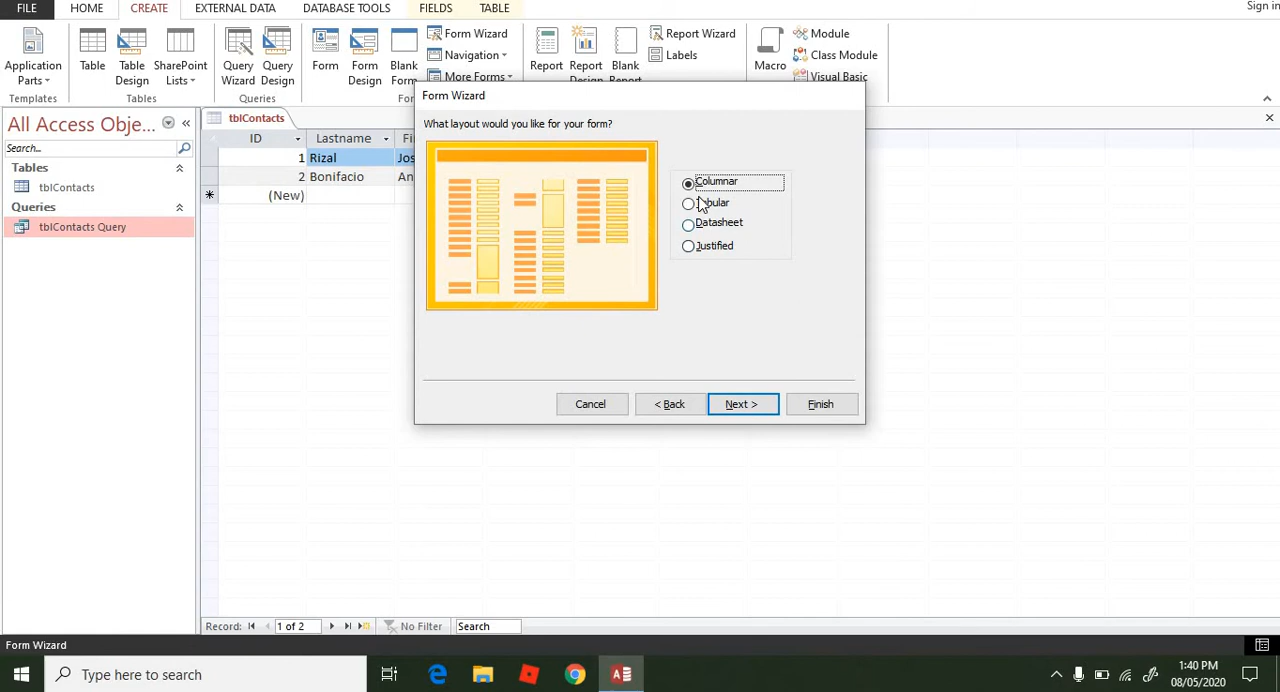 FILE HOME CREATE EXTERNAL DATA DATABASE TOOLS FIELDS TABLE Sign in
Application Parts
Templates
Table
Table Design
SharePoint Lists
Tables
Query Wizard
Query Design
Queries
Form
Form Design
Blank
Form Wizard
Navigation
More Forms
Report
Report Design
Blank Report
Report Wizard
Labels
Macro
Module
Class Module
Visual Basic
All Access Obje...
Search...
Tables
tblContacts
Queries
tblContacts Query
tblContacts
ID Lastname
1 Rizal Jos
2 Bonifacio An
(New)
Form Wizard
What layout would you like for your form?
Columnar
Datasheet
Justified
Cancel < Back Next > Finish
Record: 1 of 2 No Filter Search
Form Wizard
Type here to search
1:40 PM
08/05/2020